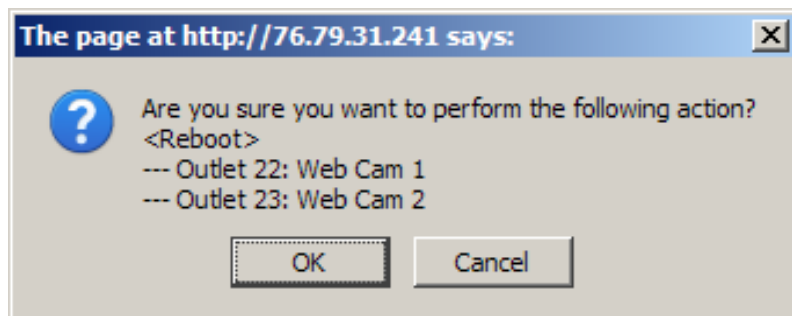 The page at http://76.79.31.241 says:
Are you sure you want to perform the following action?
<Reboot>
--- Outlet 22: Web Cam 1
--- Outlet 23: Web Cam 2
OK Cancel